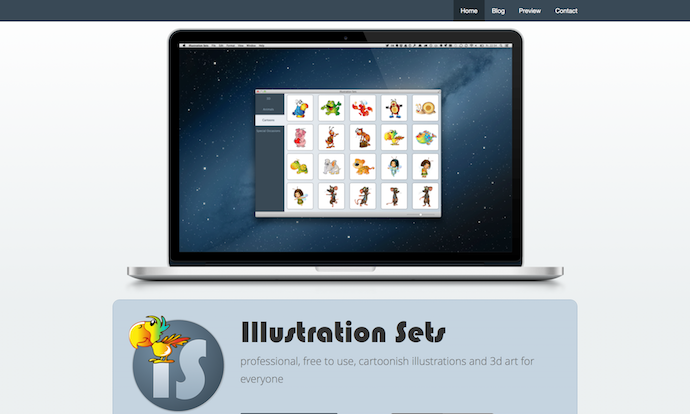 Home Blog Preview Contact
Illustration Sets
professional, free to use, cartoonish illustrations and 3d art for
everyone
iS